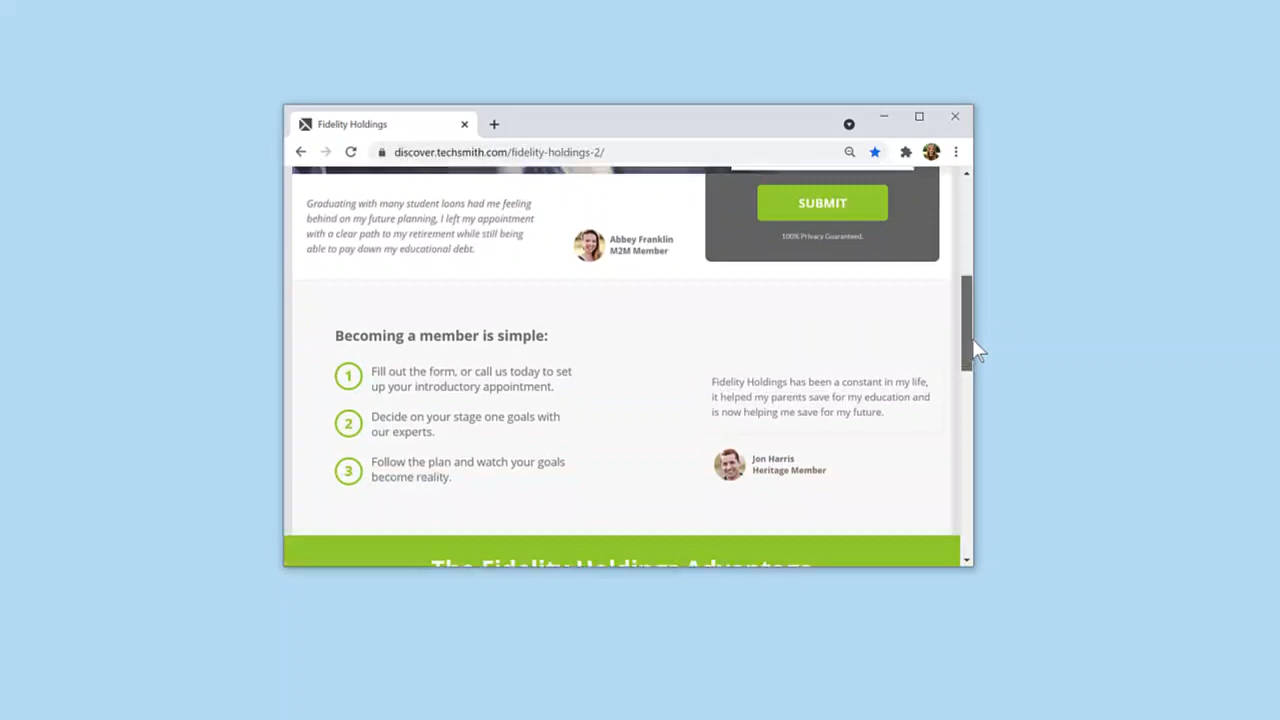 Fidelity Holdings
discover.techsmith.com/fidelity-holdings-2/
Graduating with many student loans had me feeling
behind on my future planning, I left my appointment
with a clear path to my retirement while still being
able to pay down my educational debt.
Abbey Franklin
M2M Member
SUBMIT
100% Privacy Guaranteed.
Becoming a member is simple:
1
Fill out the form, or call us today to set
up your introductory appointment.
2
Decide on your stage one goals with
our experts.
3
Follow the plan and watch your goals
become reality.
Fidelity Holdings has been a constant in my life,
it helped my parents save for my education and
is now helping me save for my future.
Jon Harris
Heritage Member
The Fidelity Holdings Advantage